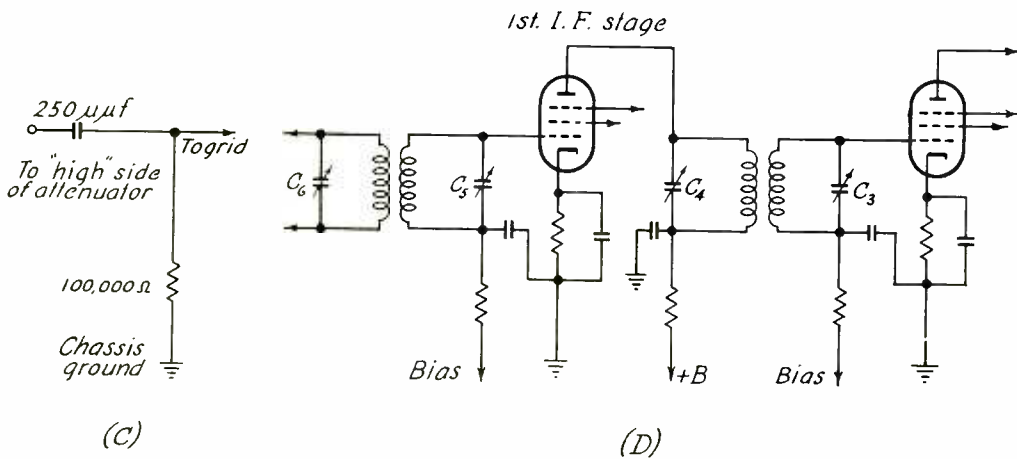 1st. I. F. stage
250 μμf
To grid
To "high" side
of attenuator
100,000 Ω
Chassis
ground
(C)
C6
C5
C4
C3
Bias
+B
Bias
(D)